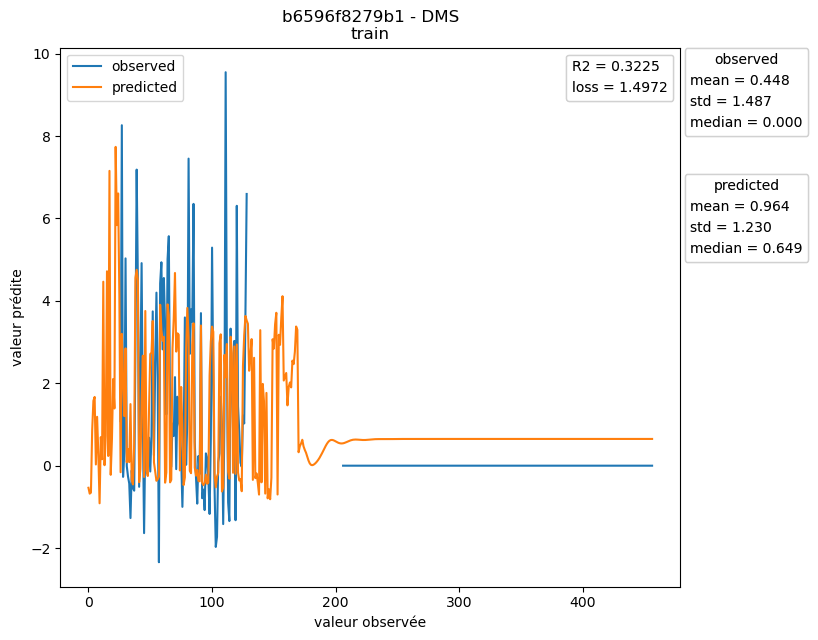 b6596f8279b1 - DMS
train
observed
predicted
R2 = 0.3225
loss = 1.4972
observed
mean = 0.448
std = 1.487
median = 0.000
predicted
mean = 0.964
std = 1.230
median = 0.649
valeur prédite
10
8
6
4
2
0
−2
0
100
200
300
400
valeur observée